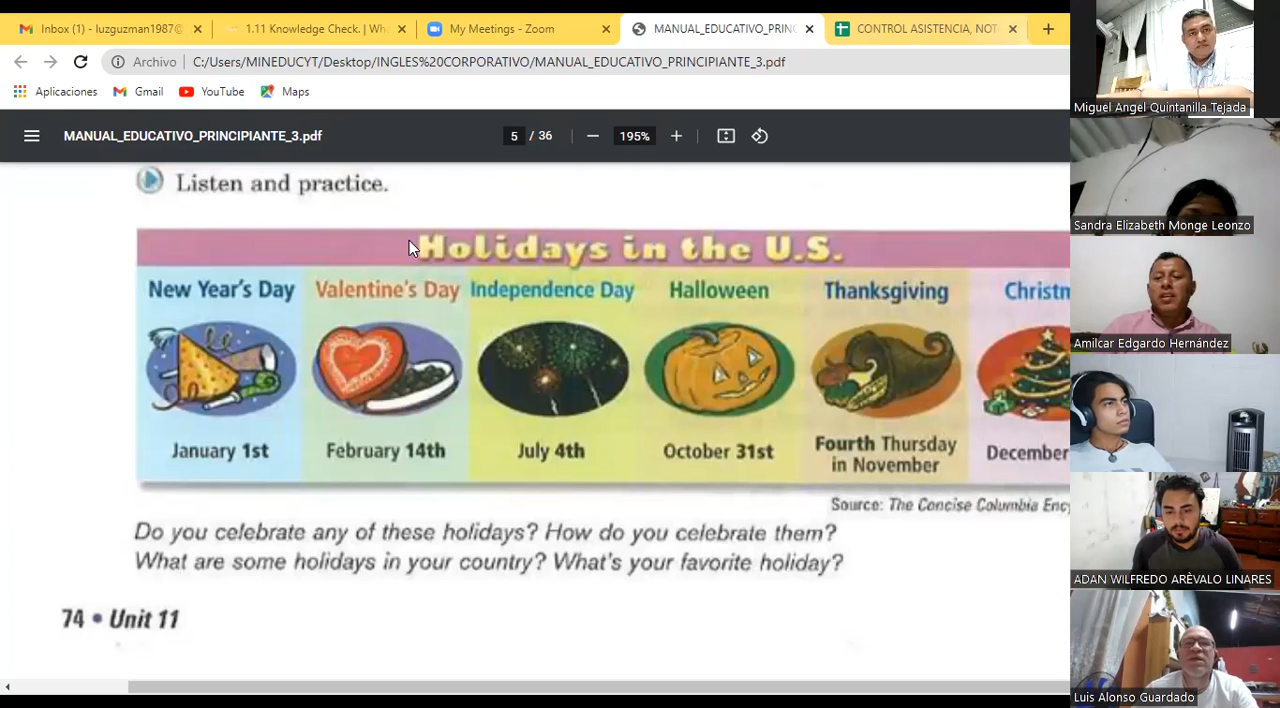 Inbox (1) - luzguzman1987@
1.11 Knowledge Check. | Wh
My Meetings - Zoom
MANUAL_EDUCATIVO_PRINCI
CONTROL ASISTENCIA, NOT
Archivo
C:/Users/MINEDUCYT/Desktop/INGLES%20CORPORATIVO/MANUAL_EDUCATIVO_PRINCIPIANTE_3.pdf
Aplicaciones
Gmail
YouTube
Maps
MANUAL_EDUCATIVO_PRINCIPIANTE_3.pdf
5 / 36
195%
Listen and practice.
Holidays in the U.S.
New Year's Day
Valentine's Day
Independence Day
Halloween
Thanksgiving
Christm
January 1st
February 14th
July 4th
October 31st
Fourth Thursday
in November
December
Source: The Concise Columbia Ency
Do you celebrate any of these holidays? How do you celebrate them?
What are some holidays in your country? What's your favorite holiday?
74 • Unit 11
Miguel Angel Quintanilla Tejada
Sandra Elizabeth Monge Leonzo
Amilcar Edgardo Hernández
ADAN WILFREDO ARÈVALO LINARES
Luis Alonso Guardado